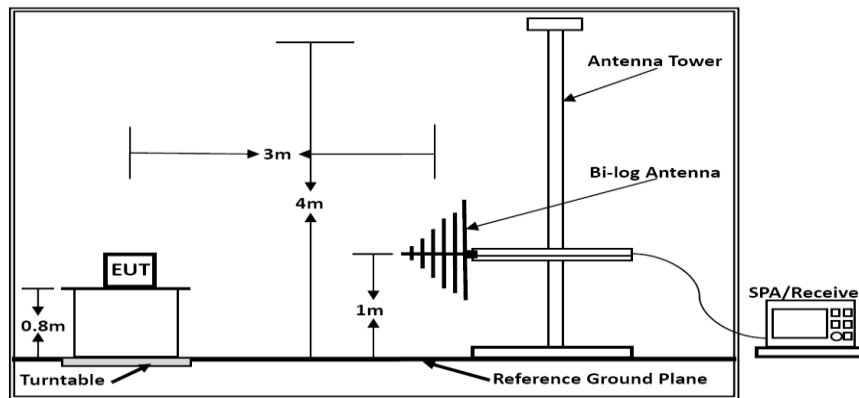 Antenna Tower
3m
Bi-log Antenna
4m
EUT
1m
SPA/Receive
0.8m
Turntable
Reference Ground Plane